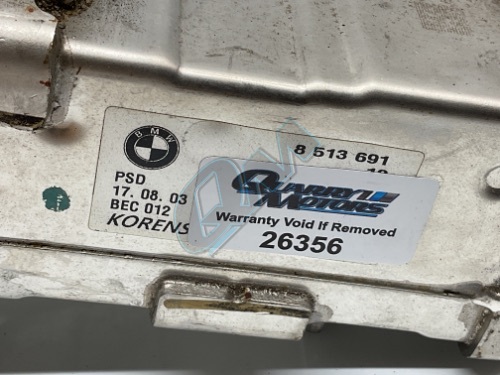 BMW
8 513 691
PSD
17. 08. 03
BEC 012
KORENS
QUARRY MOTORS
Warranty Void If Removed
26356